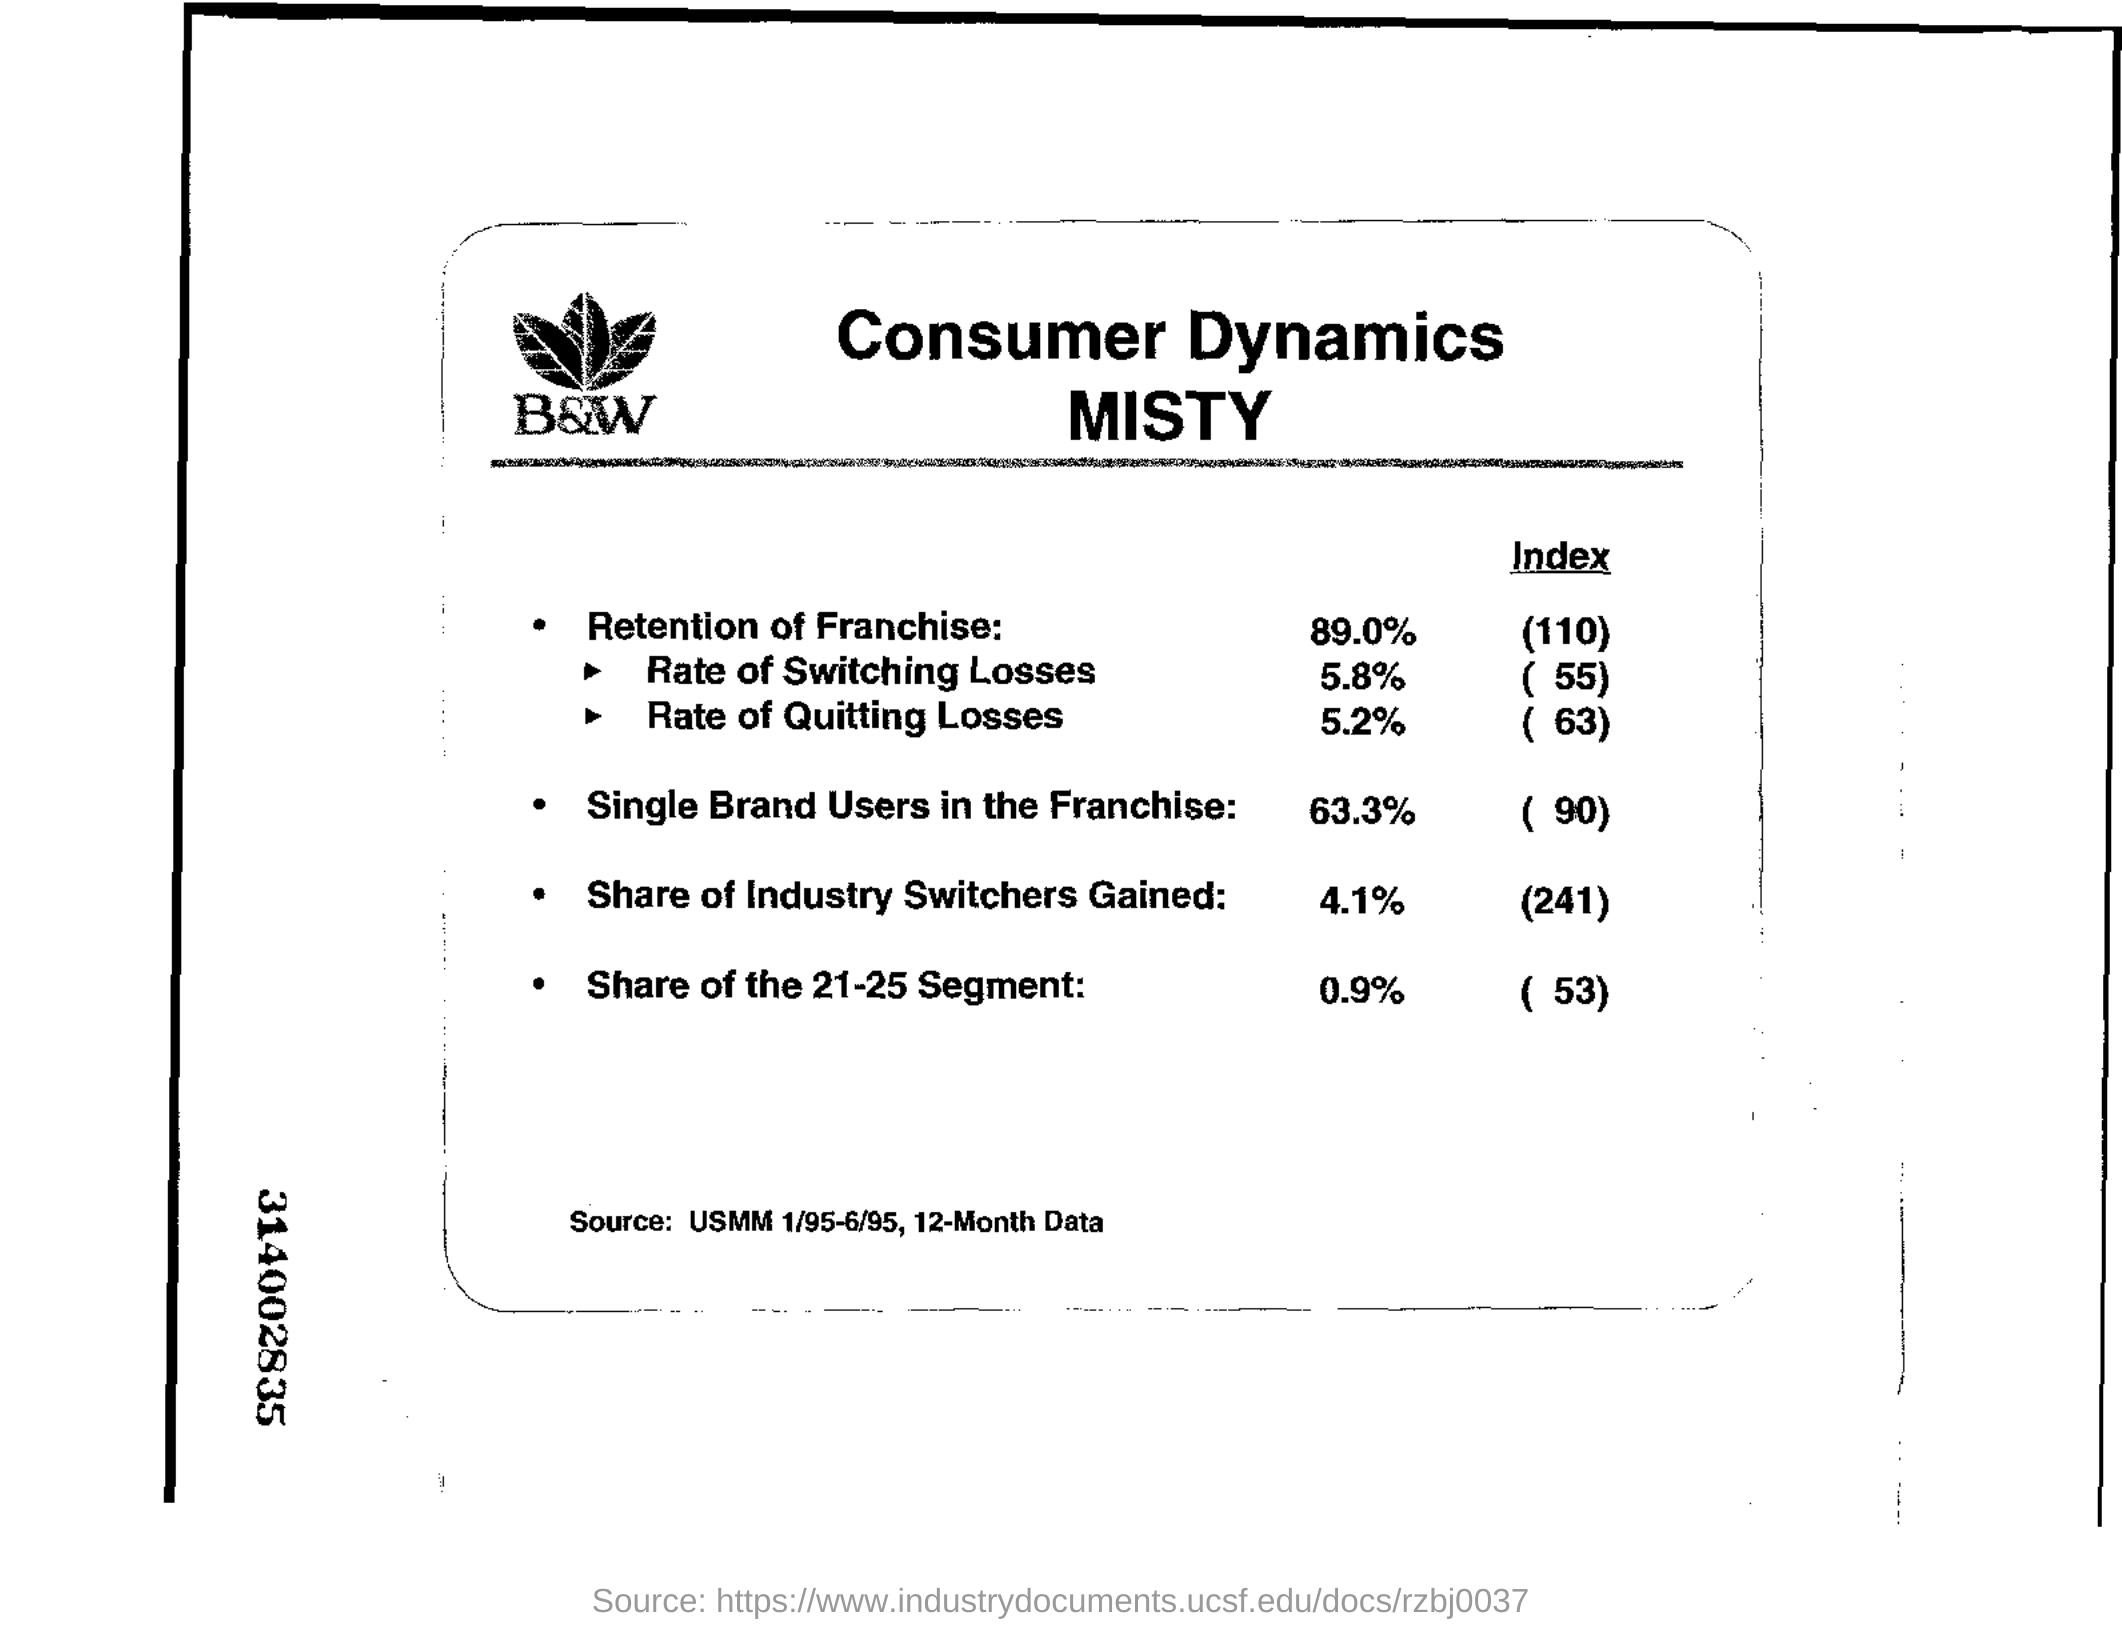 B&W
Consumer Dynamics
MISTY
Index
• Retention of Franchise: 89.0% (110)
► Rate of Switching Losses 5.8% ( 55)
► Rate of Quitting Losses 5.2% ( 63)
• Single Brand Users in the Franchise: 63.3% ( 90)
• Share of Industry Switchers Gained: 4.1% (241)
• Share of the 21-25 Segment: 0.9% ( 53)
Source: USMM 1/95-6/95, 12-Month Data
314002835
Source: https://www.industrydocuments.ucsf.edu/docs/rzbj0037